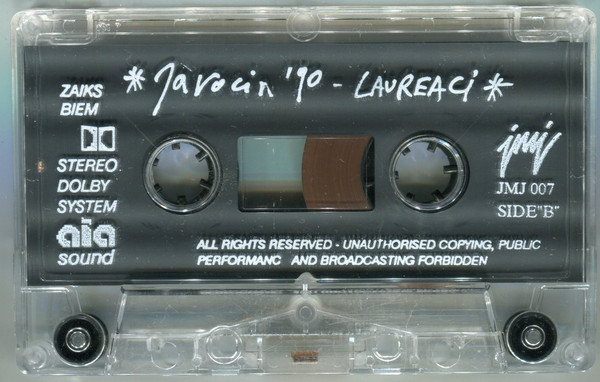 * Jarocin '90 - LAUREACI *
ZAIKS
BIEM
STEREO
DOLBY
SYSTEM
aia
sound
jmj
JMJ 007
SIDE"B"
ALL RIGHTS RESERVED - UNAUTHORISED COPYING, PUBLIC
PERFORMANC AND BROADCASTING FORBIDDEN